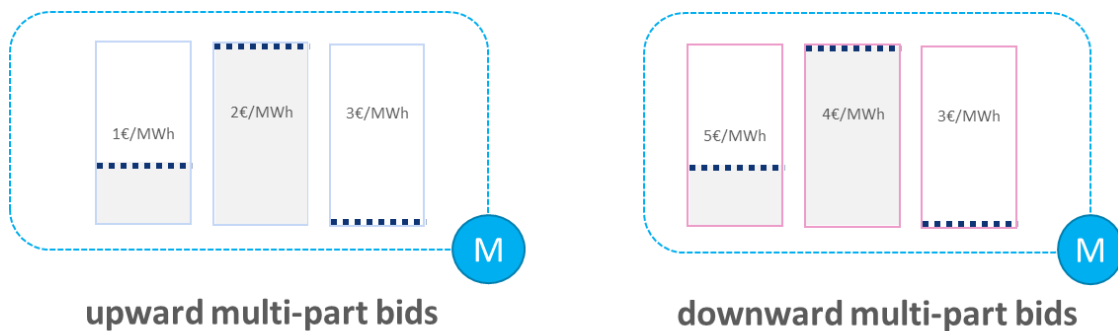 1€/MWh
2€/MWh
3€/MWh
M
upward multi-part bids
5€/MWh
4€/MWh
3€/MWh
M
downward multi-part bids